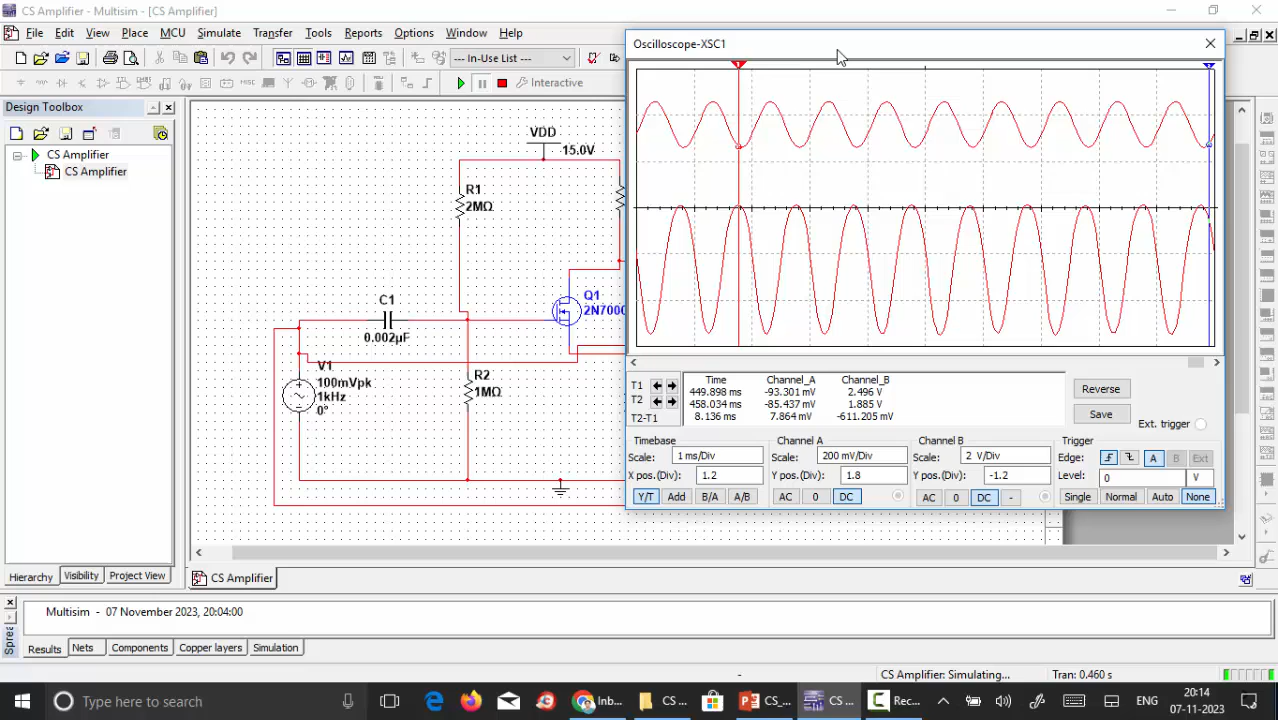 CS Amplifier - Multisim - [CS Amplifier]
File Edit View Place MCU Simulate Transfer Tools Reports Options Window Help
---In-Use List---
Interactive
Design Toolbox
CS Amplifier
CS Amplifier
Hierarchy Visibility Project View
VDD
15.0V
R1
2MΩ
Q1
2N7000
C1
0.002µF
V1
100mVpk
1kHz
0°
R2
1MΩ
CS Amplifier
Oscilloscope-XSC1
1
2
T1
T2
T2-T1
Time Channel_A Channel_B
449.898 ms -93.301 mV 2.496 V
458.034 ms -85.437 mV 1.885 V
8.136 ms 7.864 mV -611.205 mV
Reverse
Save
Ext. trigger
Timebase
Scale: 1 ms/Div
X pos.(Div): 1.2
Y/T Add B/A A/B
Channel A
Scale: 200 mV/Div
Y pos.(Div): 1.8
AC 0 DC
Channel B
Scale: 2 V/Div
Y pos.(Div): -1.2
AC 0 DC -
Trigger
Edge: A B Ext
Level: 0 V
Single Normal Auto None
Spre
Multisim - 07 November 2023, 20:04:00
Results Nets Components Copper layers Simulation
- CS Amplifier: Simulating... Tran: 0.460 s
Type here to search
Inb...
CS ...
CS_...
CS ...
Rec...
ENG
20:14
07-11-2023